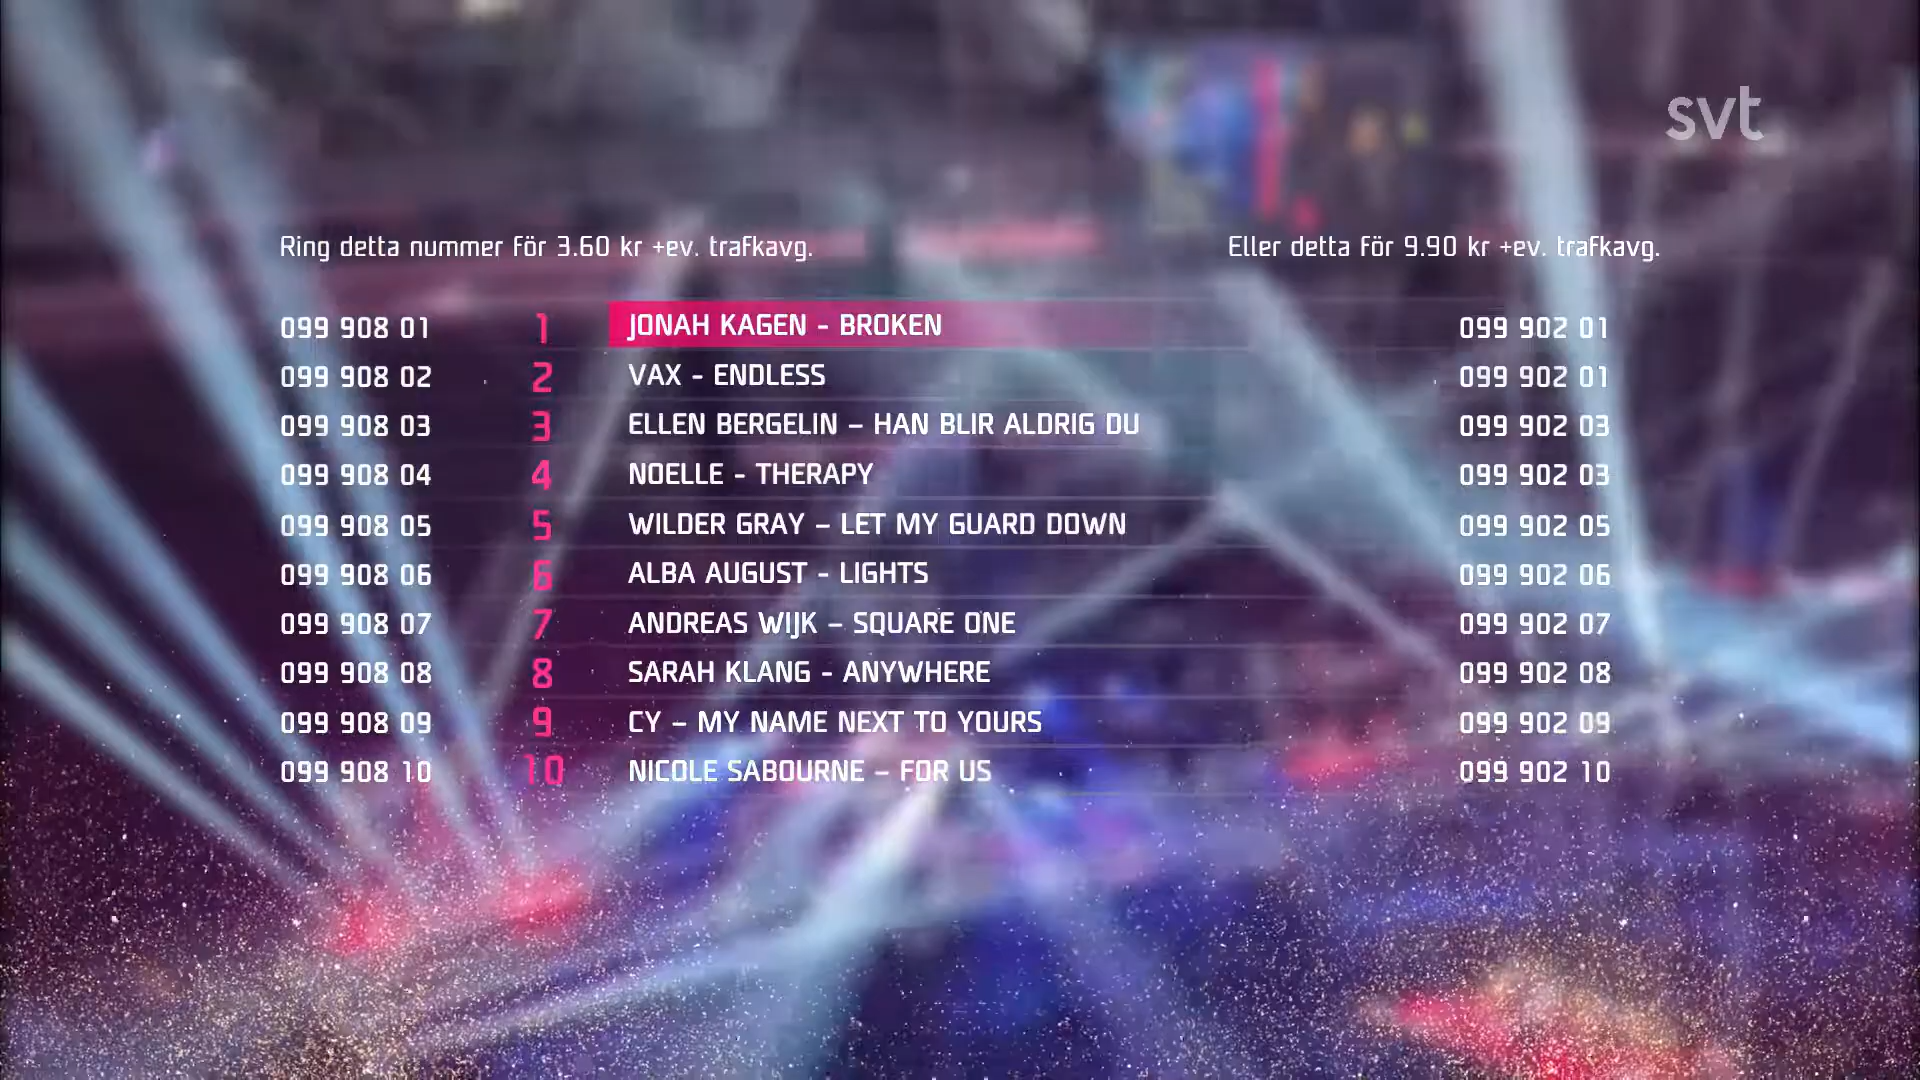 svt
Ring detta nummer för 3.60 kr +ev. trafkavg. Eller detta för 9.90 kr +ev. trafkavg.
099 908 01 1 JONAH KAGEN - BROKEN 099 902 01
099 908 02 2 VAX - ENDLESS 099 902 01
099 908 03 3 ELLEN BERGELIN – HAN BLIR ALDRIG DU 099 902 03
099 908 04 4 NOELLE - THERAPY 099 902 03
099 908 05 5 WILDER GRAY – LET MY GUARD DOWN 099 902 05
099 908 06 6 ALBA AUGUST - LIGHTS 099 902 06
099 908 07 7 ANDREAS WIJK – SQUARE ONE 099 902 07
099 908 08 8 SARAH KLANG - ANYWHERE 099 902 08
099 908 09 9 CY – MY NAME NEXT TO YOURS 099 902 09
099 908 10 10 NICOLE SABOURNE – FOR US 099 902 10